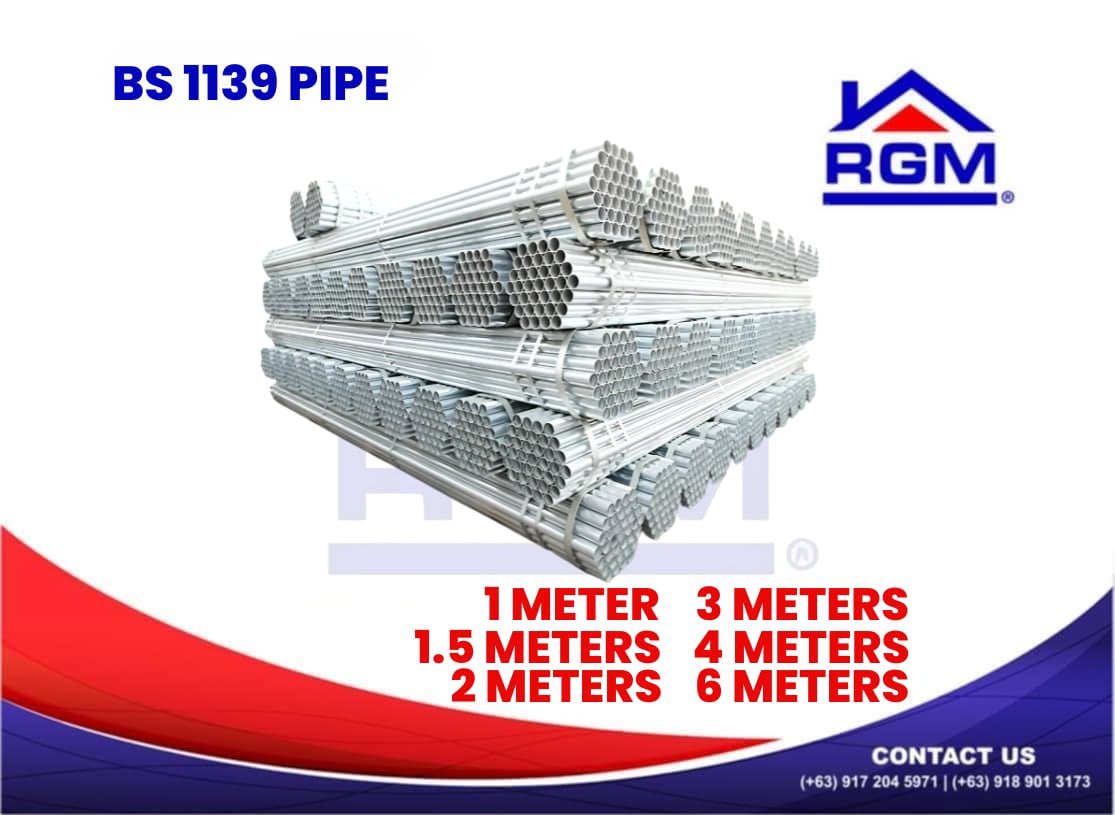 BS 1139 PIPE
RGM
®
RGM
®
1 METER 3 METERS
1.5 METERS 4 METERS
2 METERS 6 METERS
CONTACT US
(+63) 917 204 5971 | (+63) 918 901 3173